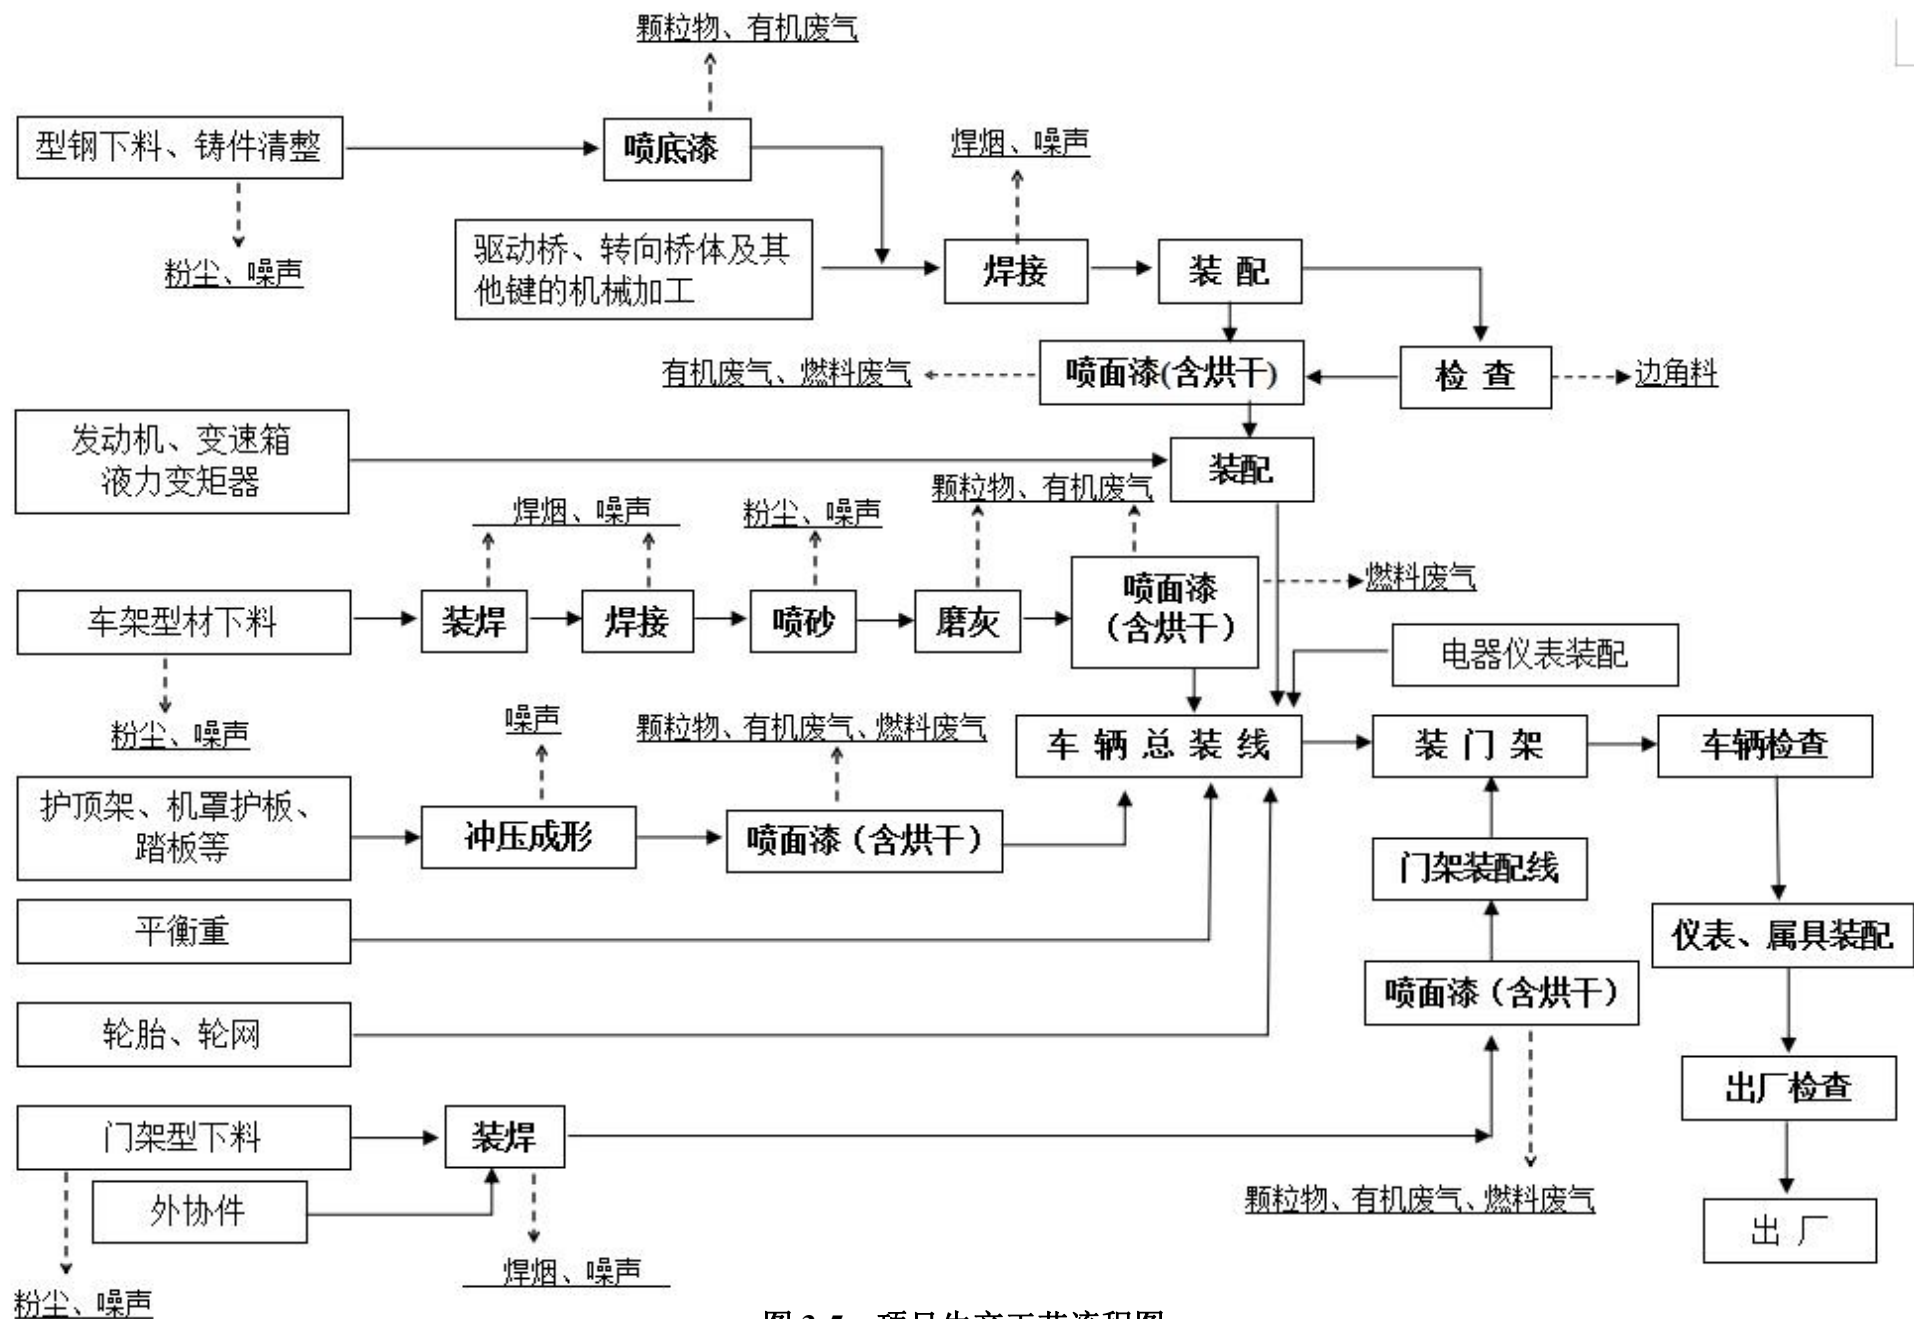 颗粒物、有机废气
型钢下料、铸件清整
喷底漆
焊烟、噪声
粉尘、噪声
驱动桥、转向桥体及其
他键的机械加工
焊接
装 配
有机废气、燃料废气
喷面漆(含烘干)
检 查
边角料
发动机、变速箱
液力变矩器
装配
颗粒物、有机废气
焊烟、噪声
粉尘、噪声
车架型材下料
装焊
焊接
喷砂
磨灰
喷面漆
（含烘干）
燃料废气
电器仪表装配
粉尘、噪声
噪声
颗粒物、有机废气、燃料废气
车 辆 总 装 线
装 门 架
车辆检查
护顶架、机罩护板、
踏板等
冲压成形
喷面漆（含烘干）
门架装配线
平衡重
仪表、属具装配
喷面漆（含烘干）
轮胎、轮网
出厂检查
门架型下料
装焊
外协件
颗粒物、有机废气、燃料废气
出 厂
焊烟、噪声
粉尘、噪声
图 2-5 项目生产工艺流程图